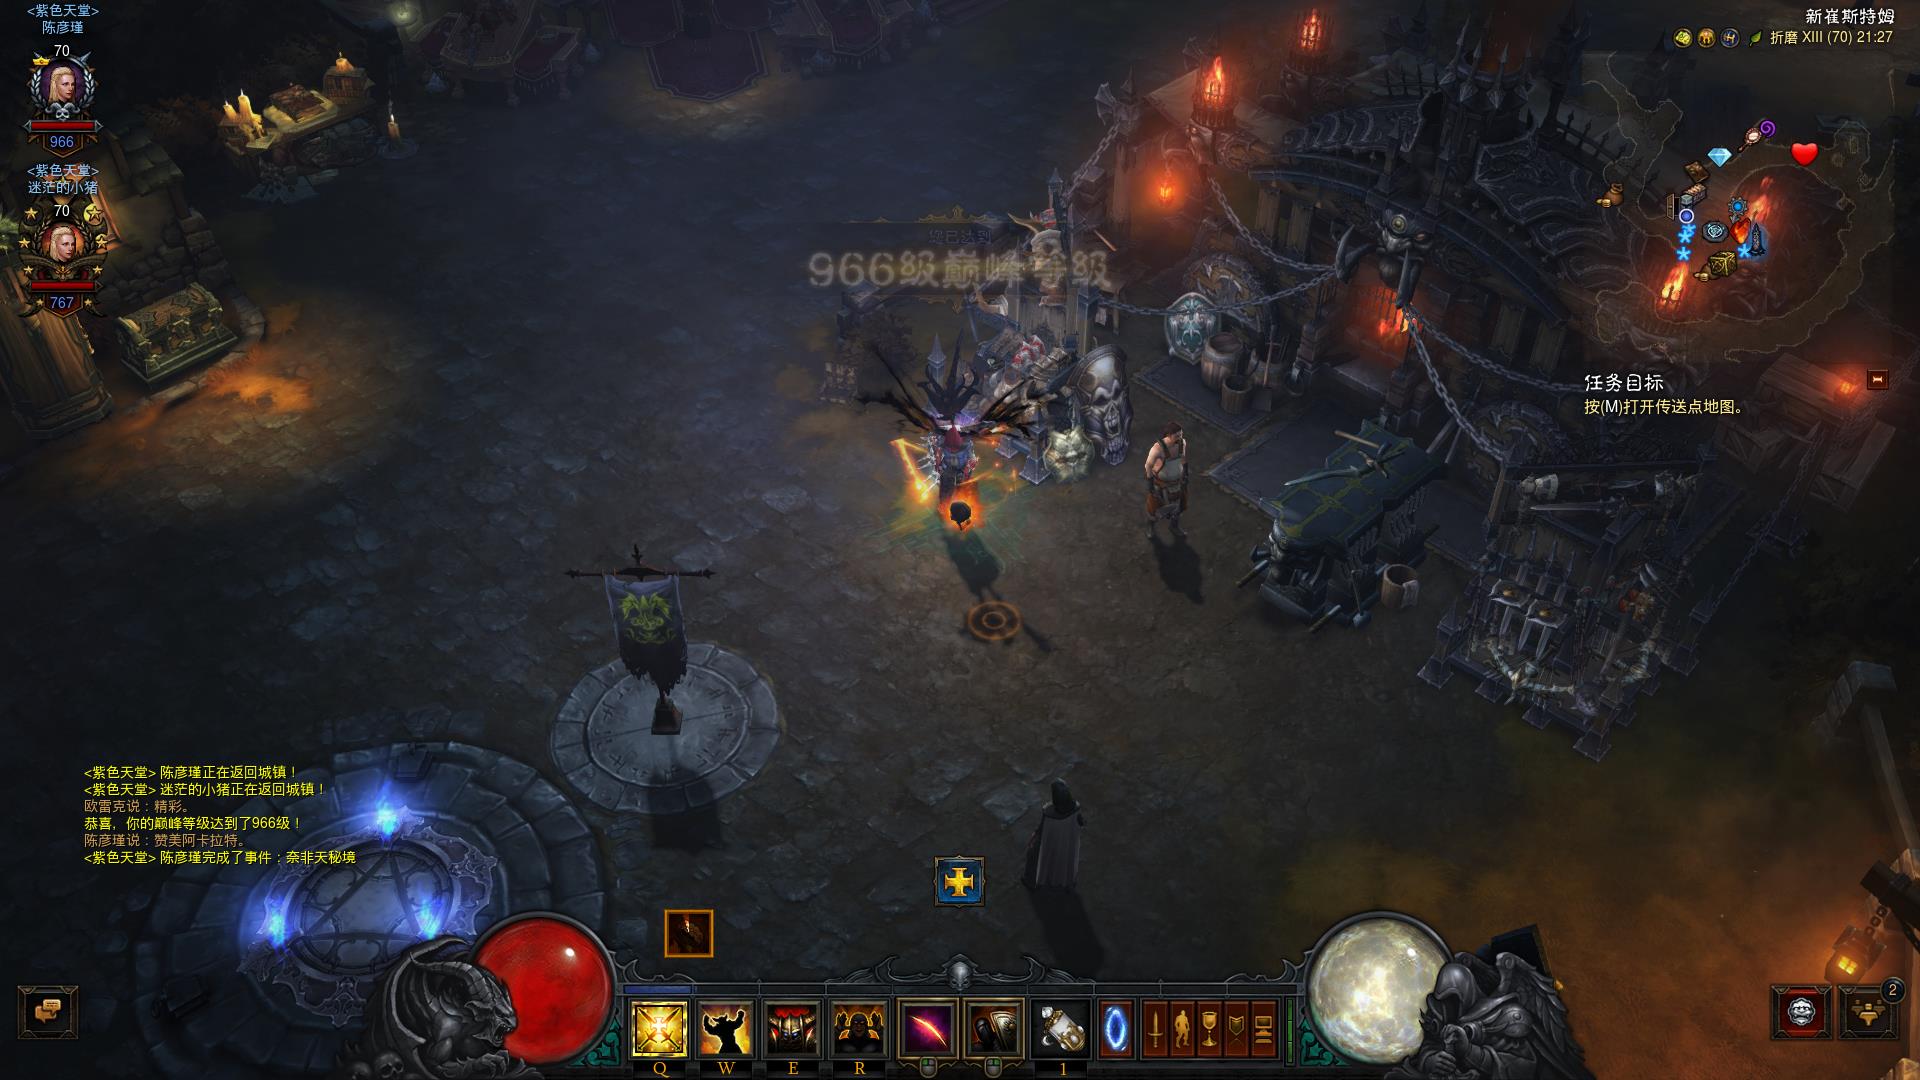 <紫色天堂>
陈彦瑾
70
966
<紫色天堂>
迷茫的小猪
70
767
新崔斯特姆
折磨 XIII (70) 21:27
您已达到
966级巅峰等级
任务目标
按(M)打开传送点地图。
<紫色天堂> 陈彦瑾正在返回城镇！
<紫色天堂> 迷茫的小猪正在返回城镇！
欧雷克说：精彩。
恭喜，你的巅峰等级达到了966级！
陈彦瑾说：赞美阿卡拉特。
<紫色天堂> 陈彦瑾完成了事件：奈非天秘境
Q W E R 1
2